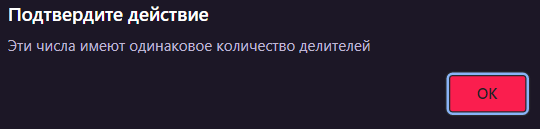 Подтвердите действие
Эти числа имеют одинаковое количество делителей
OK